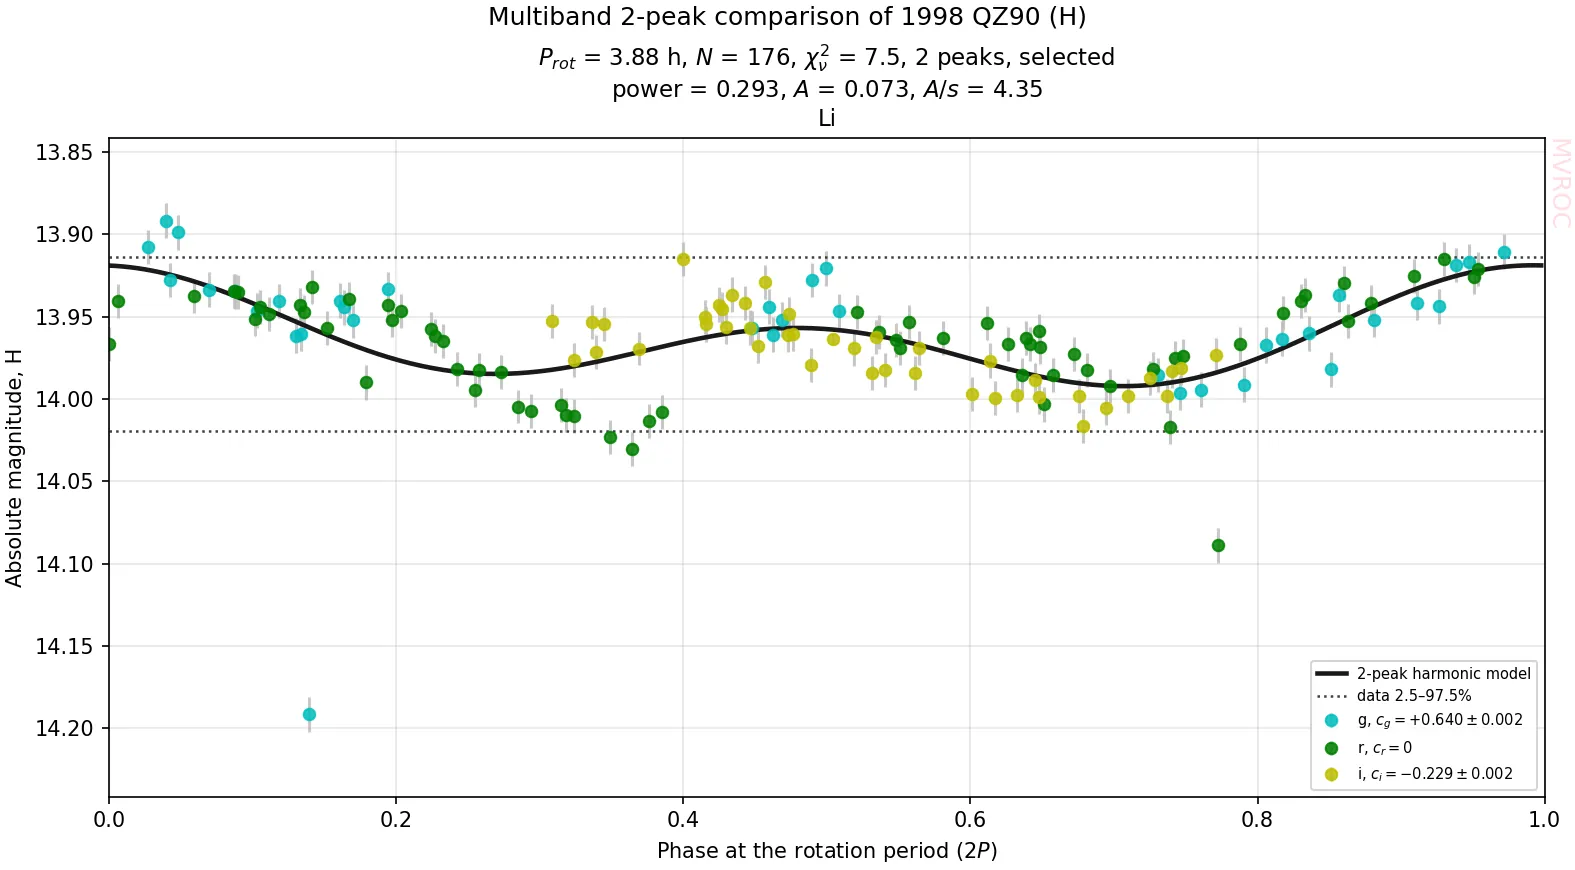 Multiband 2-peak comparison of 1998 QZ90 (H)
P_rot = 3.88 h, N = 176, χ²_ν = 7.5, 2 peaks, selected
power = 0.293, A = 0.073, A/s = 4.35
Li
MVROC
13.85
13.90
13.95
14.00
14.05
14.10
14.15
14.20
Absolute magnitude, H
2-peak harmonic model
data 2.5–97.5%
g, c_g = +0.640 ± 0.002
r, c_r = 0
i, c_i = −0.229 ± 0.002
0.0 0.2 0.4 0.6 0.8 1.0
Phase at the rotation period (2P)